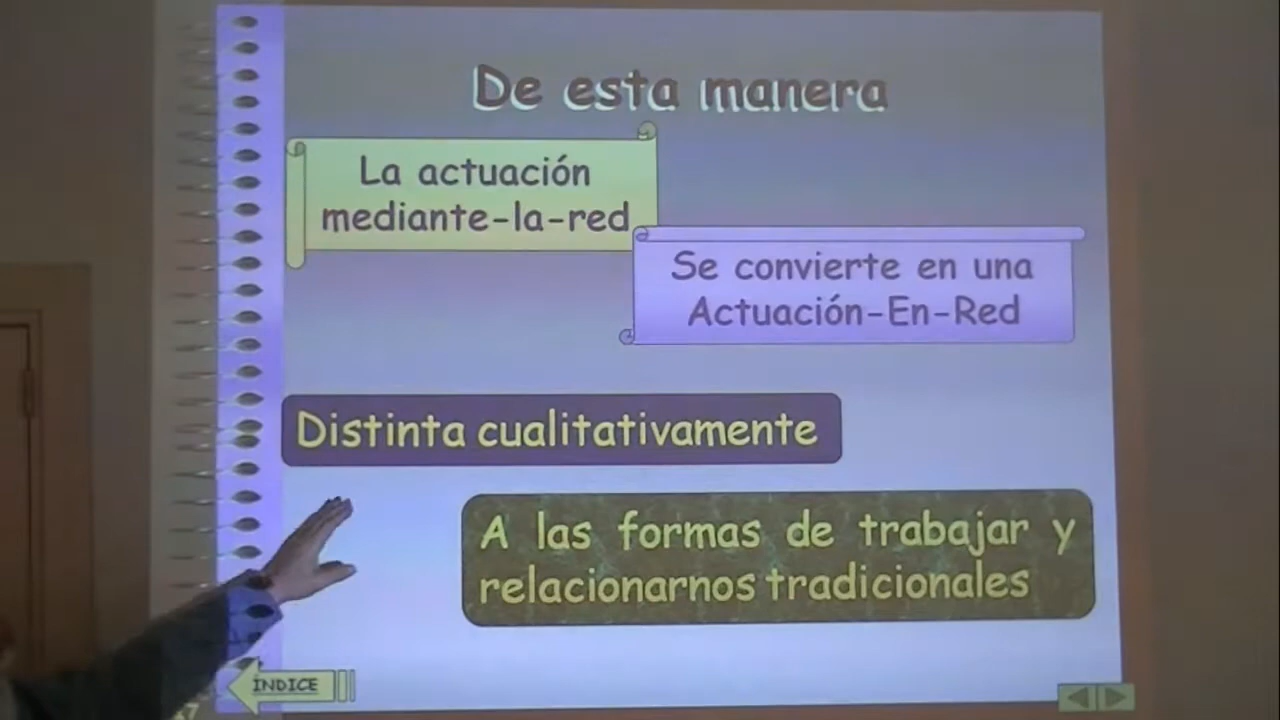 De esta manera
La actuación
mediante-la-red
Se convierte en una
Actuación-En-Red
Distinta cualitativamente
A las formas de trabajar y
relacionarnos tradicionales
ÍNDICE